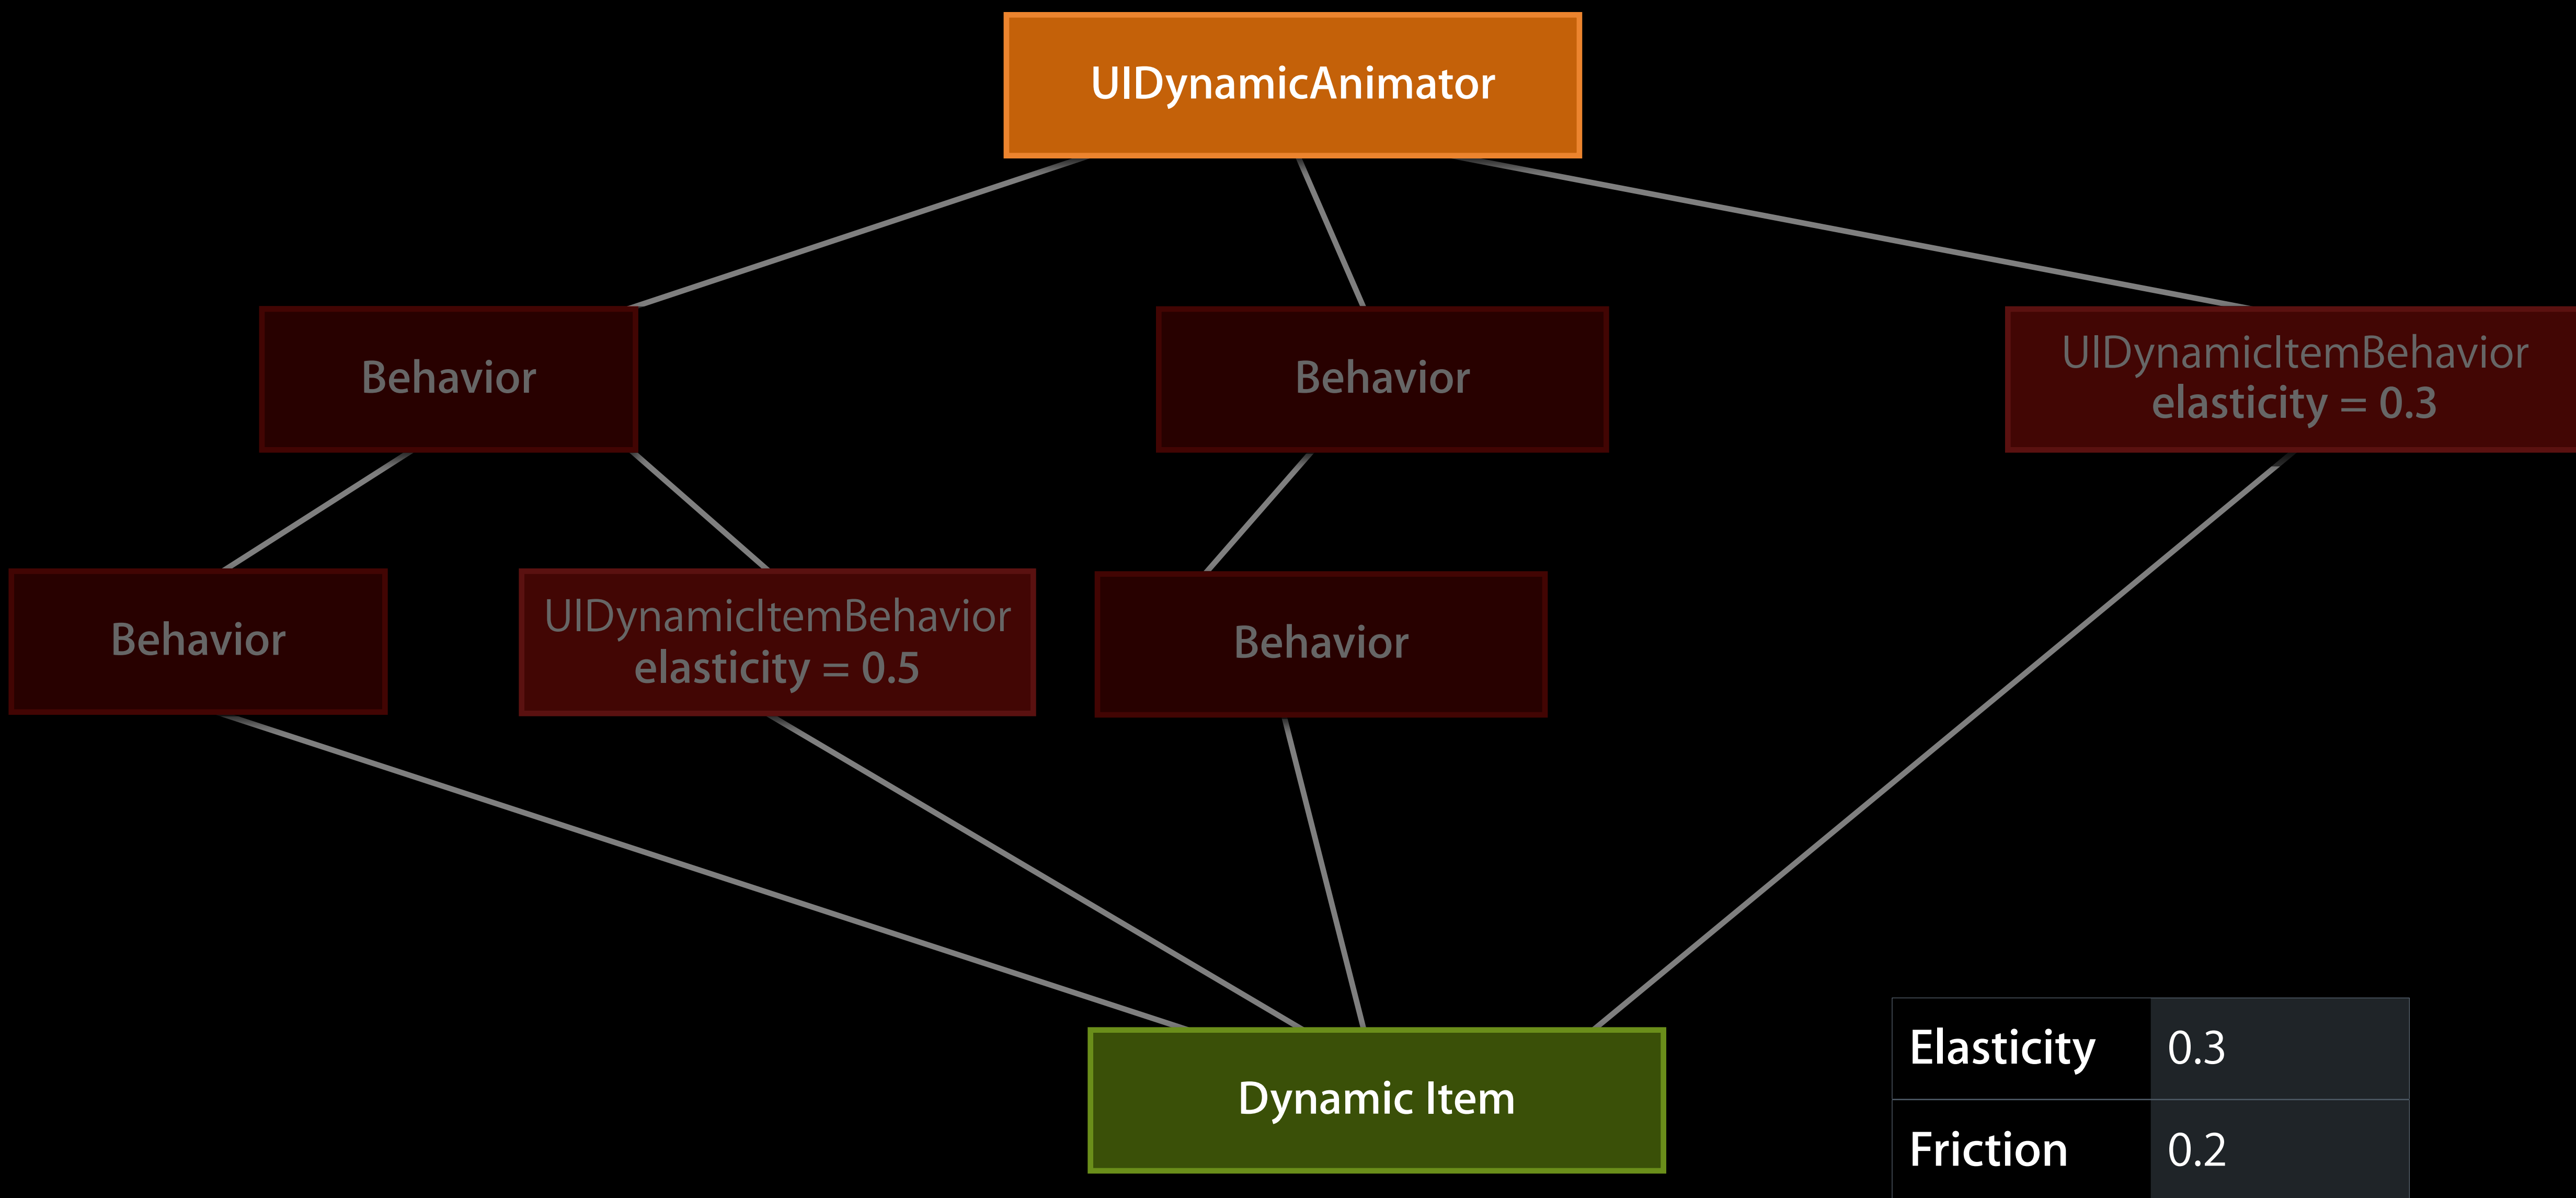 UIDynamicAnimator
Behavior
Behavior
UIDynamicItemBehavior
elasticity = 0.3
Behavior
UIDynamicItemBehavior
elasticity = 0.5
Behavior
Dynamic Item
Elasticity 0.3
Friction 0.2